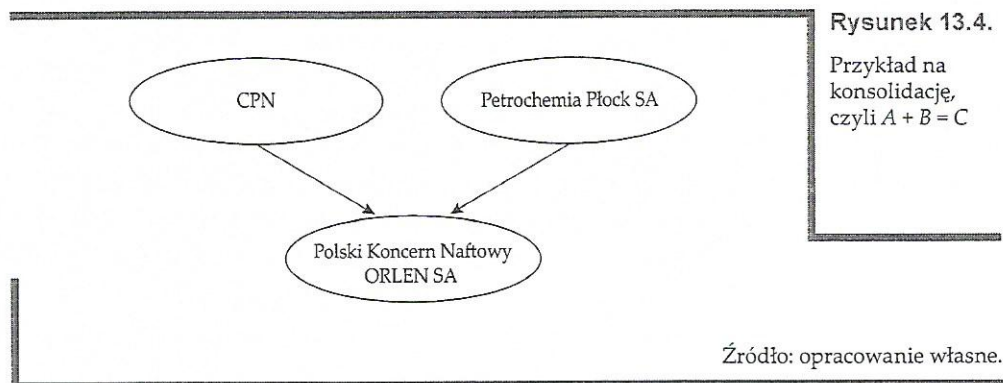 Rysunek 13.4.
Przykład na
konsolidację,
czyli A + B = C
CPN
Petrochemia Płock SA
Polski Koncern Naftowy
ORLEN SA
Źródło: opracowanie własne.